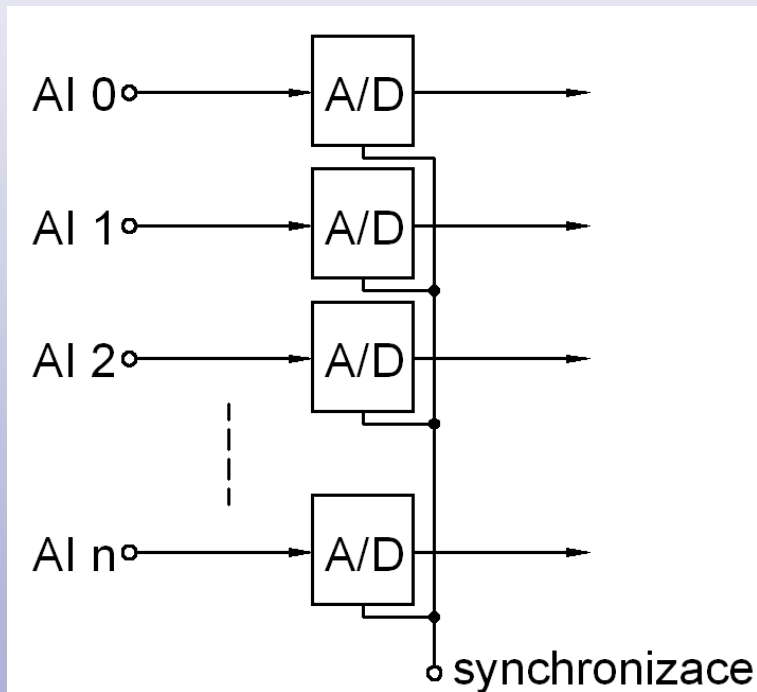 AI 0 A/D
AI 1 A/D
AI 2 A/D
AI n A/D
synchronizace